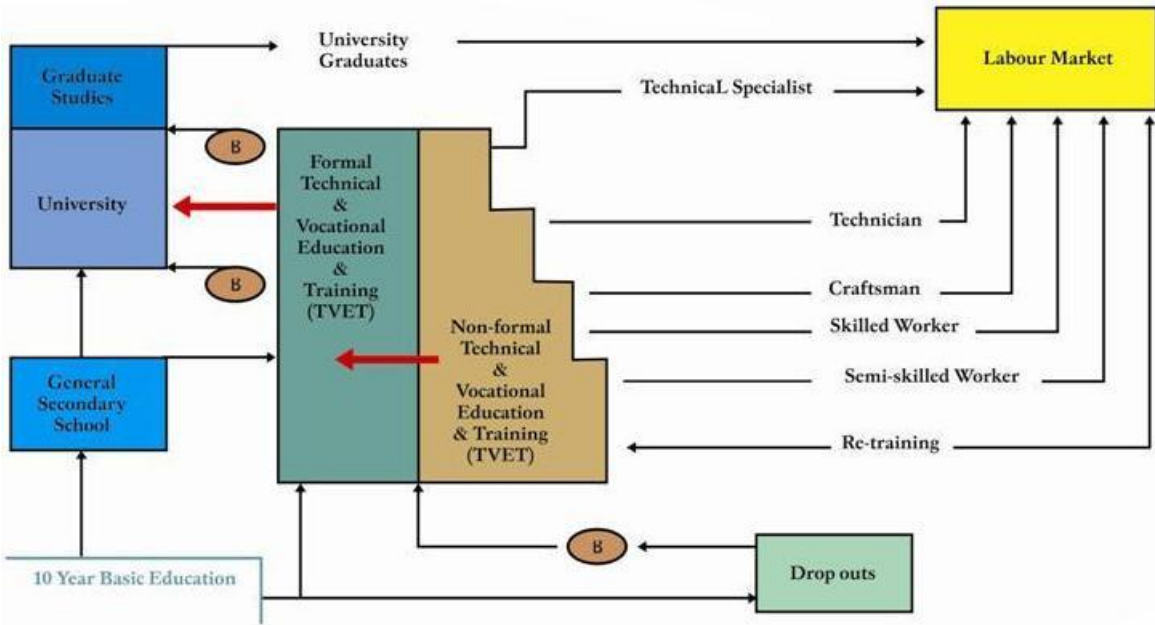 University
Graduates
Labour Market
Graduate
Studies
TechnicaL Specialist
B
Formal
Technical
&
Vocational
Education
&
Training
(TVET)
University
Technician
B
Craftsman
Non-formal
Technical
&
Vocational
Education
& Training
(TVET)
Skilled Worker
General
Secondary
School
Semi-skilled Worker
Re-training
B
10 Year Basic Education
Drop outs